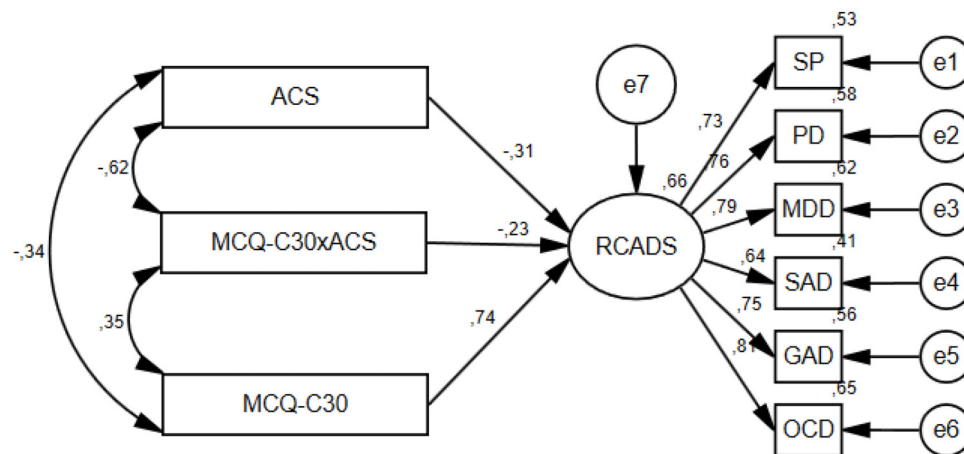 ACS
MCQ-C30xACS
MCQ-C30
-,34
-,62
,35
-,31
-,23
,74
e7
,66
RCADS
,73
,76
,79
,64
,75
,81
,53
SP
e1
,58
PD
e2
,62
MDD
e3
,41
SAD
e4
,56
GAD
e5
,65
OCD
e6